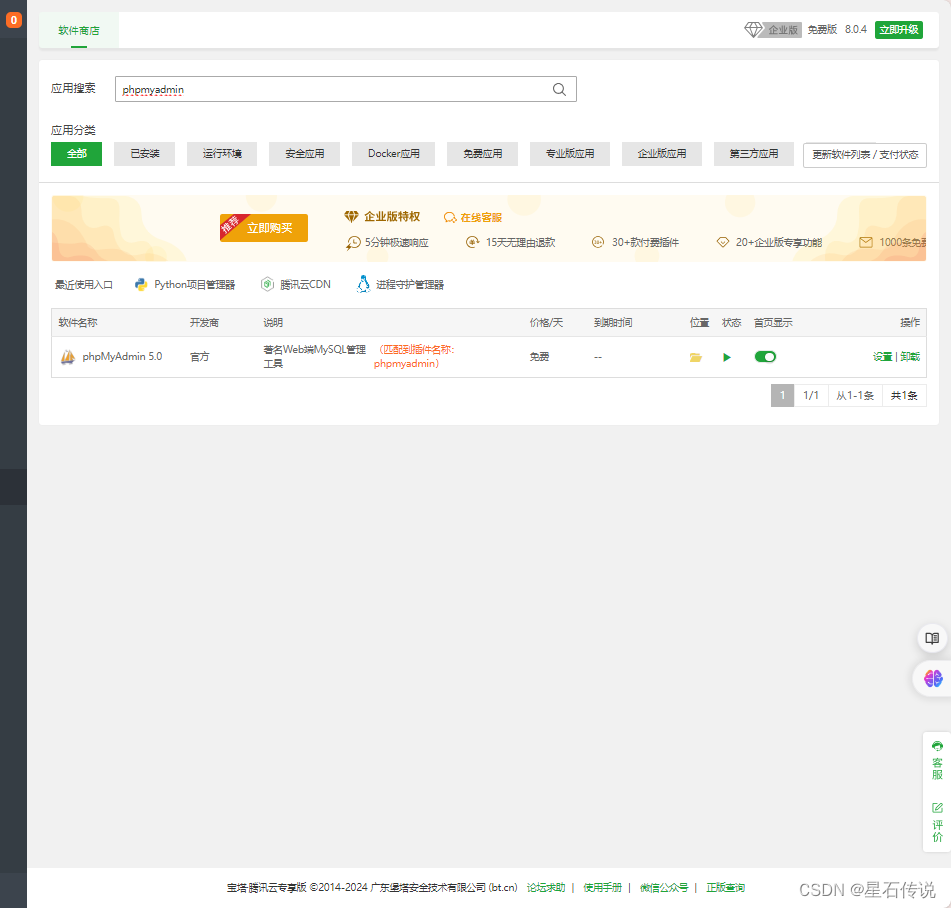 0
软件商店
企业版 免费版 8.0.4 立即升级
应用搜索 phpmyadmin
应用分类
全部 已安装 运行环境 安全应用 Docker应用 免费应用 专业版应用 企业版应用 第三方应用 更新软件列表 / 支付状态
推荐 立即购买 企业版特权 在线客服
5分钟极速响应 15天无理由退款 30+款付费插件 20+企业版专享功能 1000条免费
最近使用入口 Python项目管理器 腾讯云CDN 进程守护管理器
软件名称 开发商 说明 价格/天 到期时间 位置 状态 首页显示 操作
phpMyAdmin 5.0 官方 著名Web端MySQL管理 (匹配到插件名称: 免费 -- 设置 | 卸载
工具 phpmyadmin)
1 1/1 从1-1条 共1条
客服
评价
宝塔·腾讯云专享版 ©2014-2024 广东堡塔安全技术有限公司 (bt.cn) 论坛求助 | 使用手册 | 微信公众号 | 正版查询
CSDN @星石传说